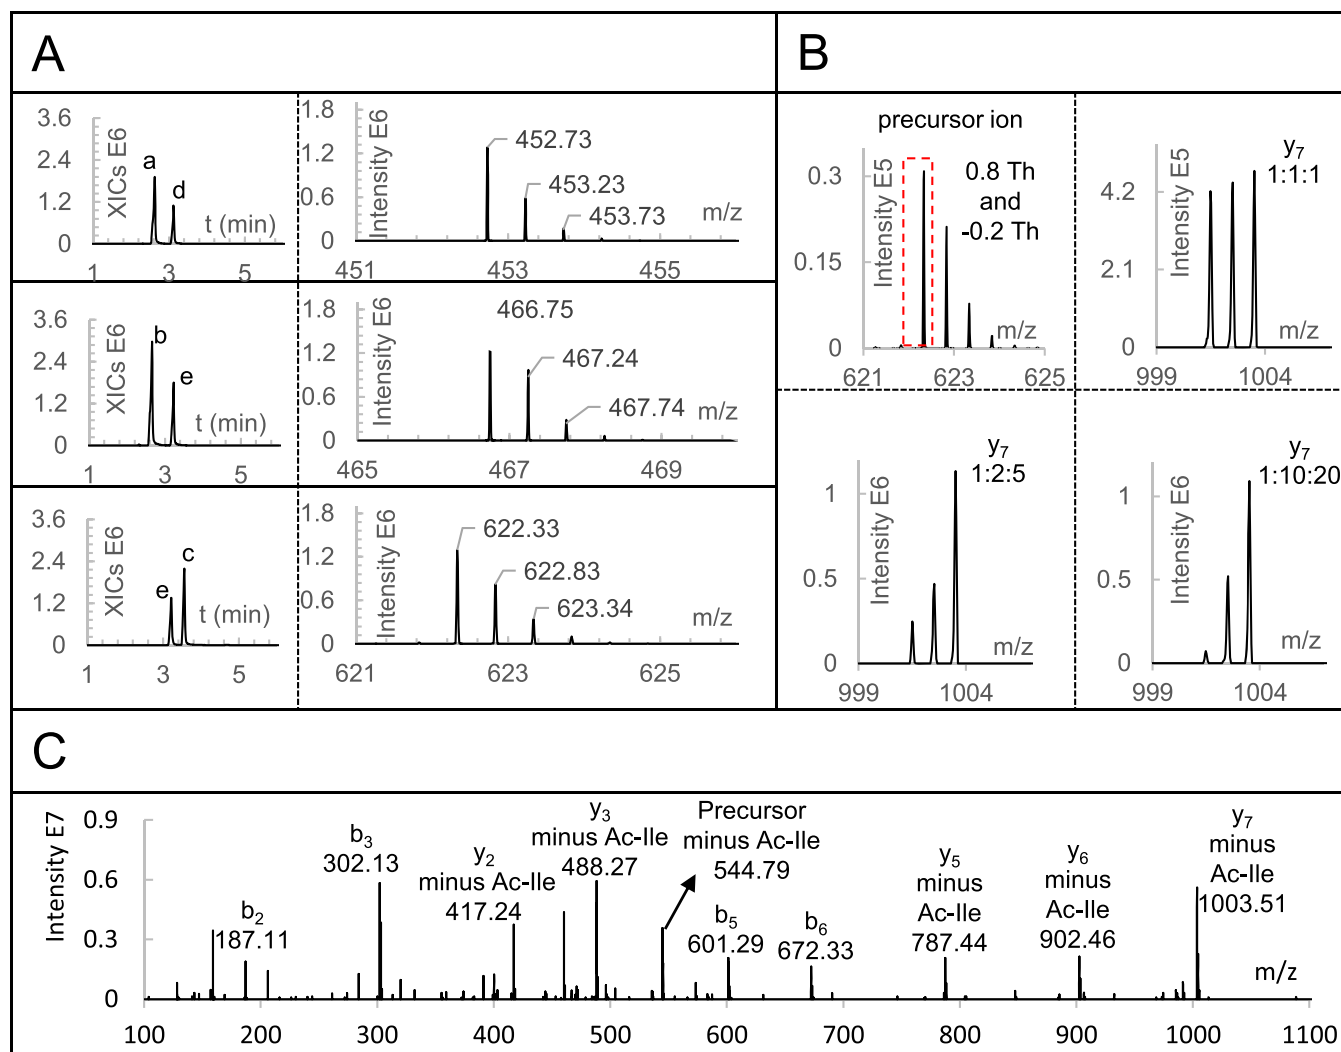 A
3.6
2.4
1.2
0
XICs E6
a
d
t (min)
1
3
5
1.8
1.2
0.6
0
Intensity E6
452.73
453.23
453.73
m/z
451
453
455
3.6
2.4
1.2
0
XICs E6
b
e
t (min)
1
3
5
1.8
1.2
0.6
0
Intensity E6
466.75
467.24
467.74
m/z
465
467
469
3.6
2.4
1.2
0
XICs E6
e
c
t (min)
1
3
5
1.8
1.2
0.6
0
Intensity E6
622.33
622.83
623.34
m/z
621
623
625
B
precursor ion
0.3
0.15
0
Intensity E5
0.8 Th
and
-0.2 Th
m/z
621
623
625
y7
1:1:1
4.2
2.1
0
Intensity E5
m/z
999
1004
y7
1:2:5
1
0.5
0
Intensity E6
m/z
999
1004
y7
1:10:20
1
0.5
0
Intensity E6
m/z
999
1004
C
Intensity E7
0.9
0.6
0.3
0
b2
187.11
b3
302.13
y2
minus Ac-Ile
417.24
y3
minus Ac-Ile
488.27
Precursor
minus Ac-Ile
544.79
b5
601.29
b6
672.33
y5
minus
Ac-Ile
787.44
y6
minus
Ac-Ile
902.46
y7
minus
Ac-Ile
1003.51
m/z
100
200
300
400
500
600
700
800
900
1000
1100